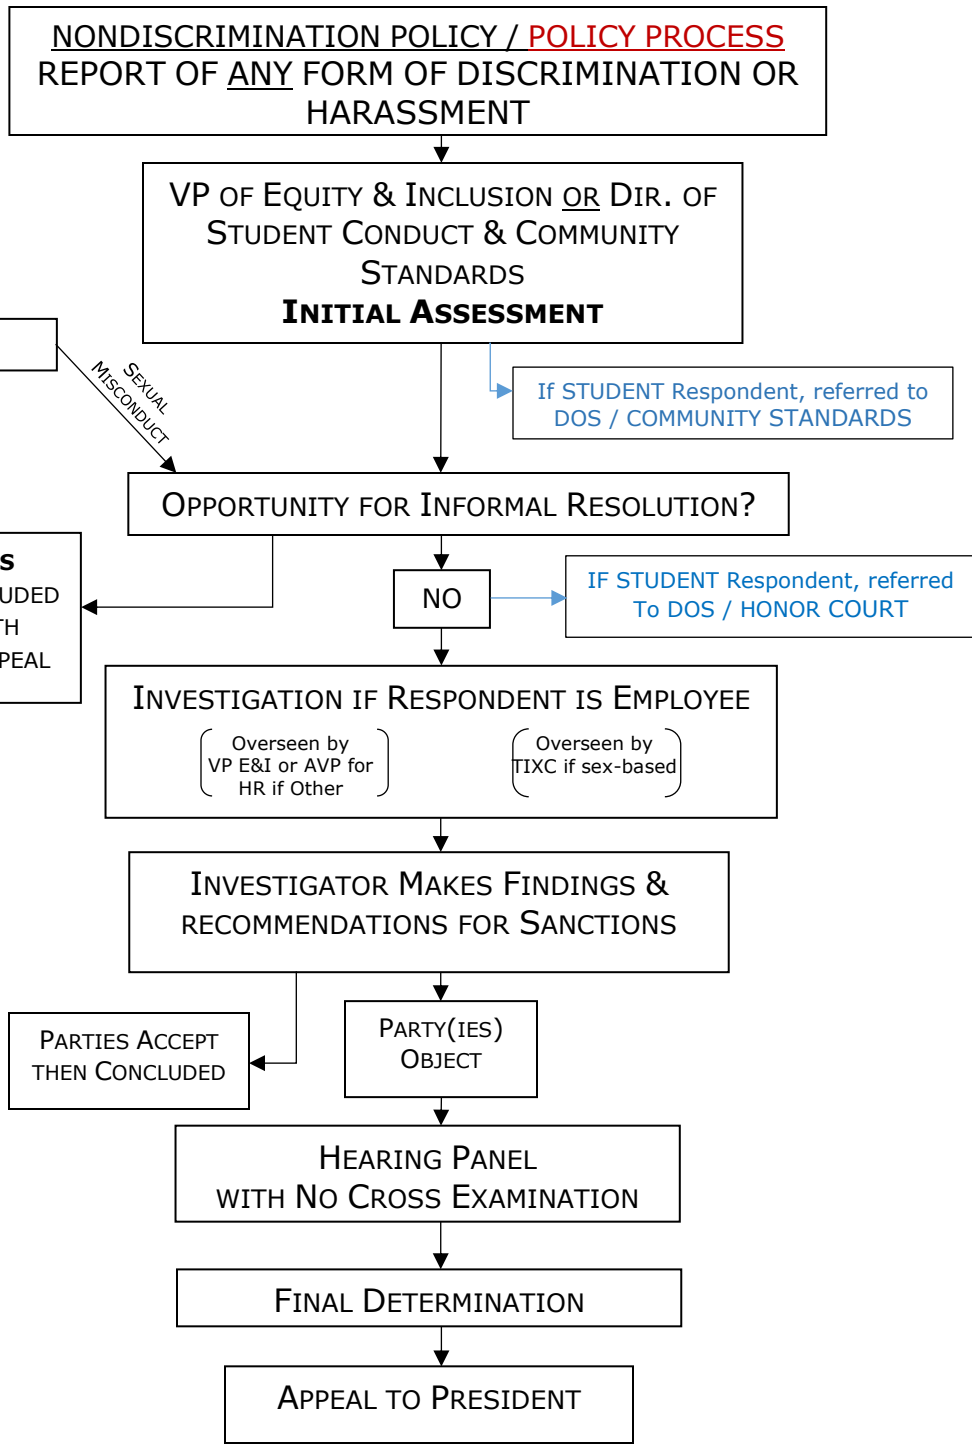 NONDISCRIMINATION POLICY / POLICY PROCESS
REPORT OF ANY FORM OF DISCRIMINATION OR
HARASSMENT
VP OF EQUITY & INCLUSION OR DIR. OF
STUDENT CONDUCT & COMMUNITY
STANDARDS
INITIAL ASSESSMENT
SEXUAL
MISCONDUCT
If STUDENT Respondent, referred to
DOS / COMMUNITY STANDARDS
OPPORTUNITY FOR INFORMAL RESOLUTION?
NO
IF STUDENT Respondent, referred
To DOS / HONOR COURT
INVESTIGATION IF RESPONDENT IS EMPLOYEE
Overseen by
VP E&I or AVP for
HR if Other
Overseen by
TIXC if sex-based
INVESTIGATOR MAKES FINDINGS &
RECOMMENDATIONS FOR SANCTIONS
PARTIES ACCEPT
THEN CONCLUDED
PARTY(IES)
OBJECT
HEARING PANEL
WITH NO CROSS EXAMINATION
FINAL DETERMINATION
APPEAL TO PRESIDENT